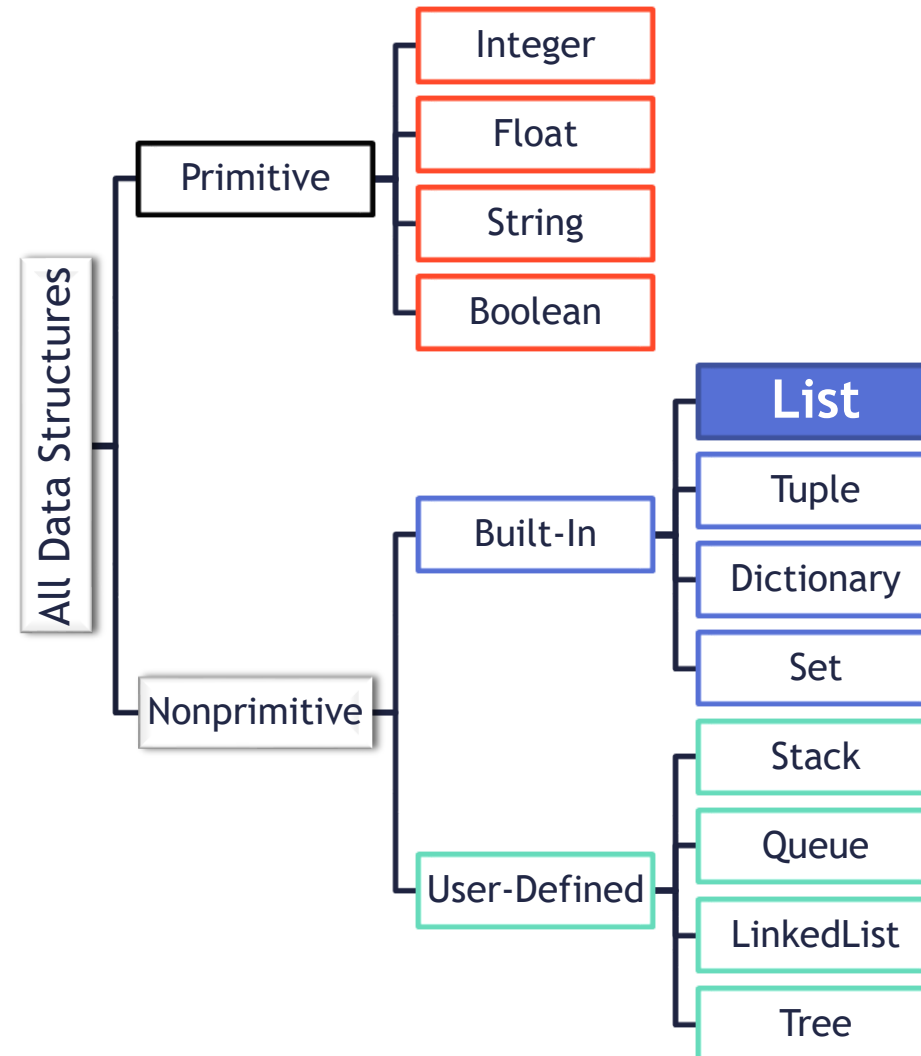 All Data Structures
Primitive
Integer
Float
String
Boolean
Nonprimitive
Built-In
List
Tuple
Dictionary
Set
User-Defined
Stack
Queue
LinkedList
Tree